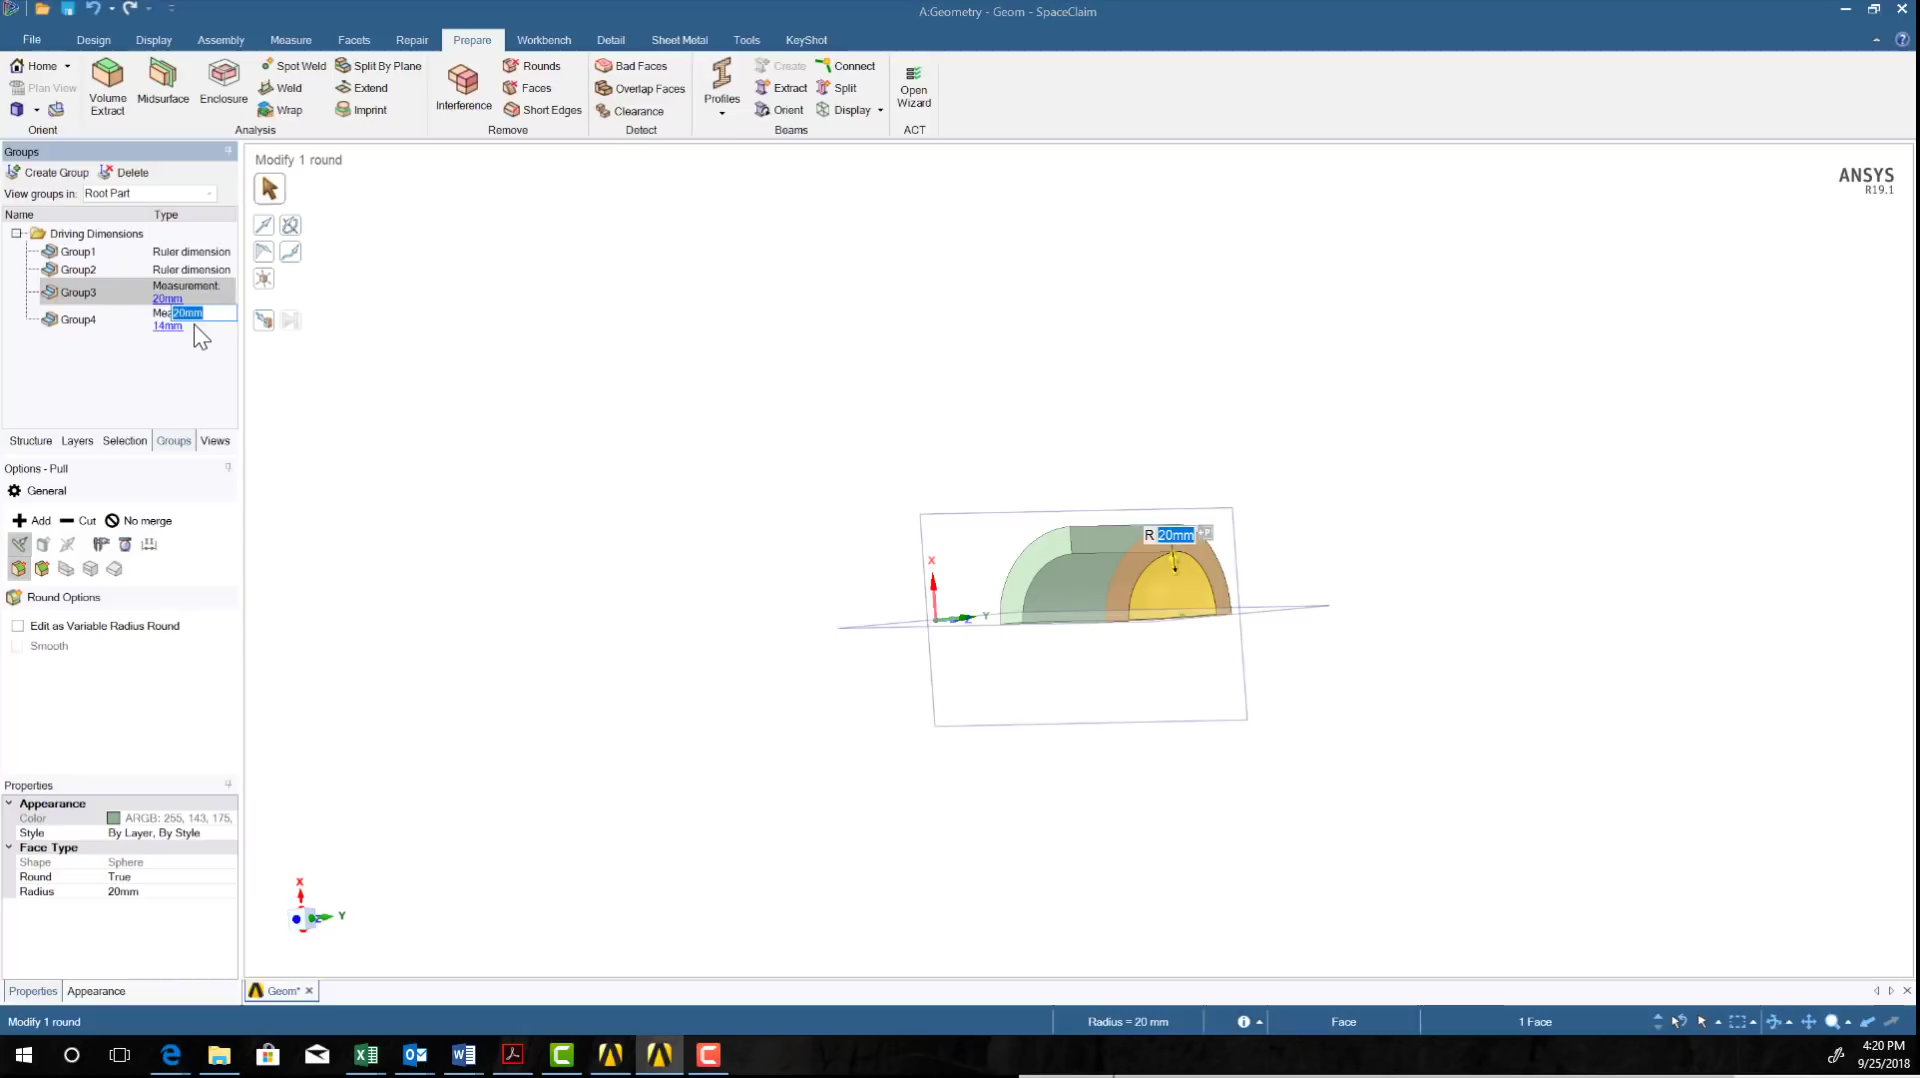 A:Geometry - Geom - SpaceClaim
File Design Display Assembly Measure Facets Repair Prepare Workbench Detail Sheet Metal Tools KeyShot
Home
Plan View
Orient
Volume Extract
Midsurface
Enclosure
Spot Weld
Weld
Wrap
Split By Plane
Extend
Imprint
Analysis
Interference
Rounds
Faces
Short Edges
Remove
Bad Faces
Overlap Faces
Clearance
Detect
Profiles
Create
Extract
Orient
Connect
Split
Display
Beams
Open Wizard
ACT
Groups
Create Group Delete
View groups in: Root Part
Name Type
Driving Dimensions
Group1 Ruler dimension
Group2 Ruler dimension
Group3 Measurement: 20mm
Group4 Mea 20mm
14mm
Structure Layers Selection Groups Views
Options - Pull
General
Add Cut No merge
Round Options
Edit as Variable Radius Round
Smooth
Properties
Appearance
Color ARGB: 255, 143, 175,
Style By Layer, By Style
Face Type
Shape Sphere
Round True
Radius 20mm
Properties Appearance
Modify 1 round
ANSYS
R19.1
R 20mm
X
Y
Z
X
Y
Z
Geom*
Modify 1 round Radius = 20 mm Face 1 Face
4:20 PM
9/25/2018